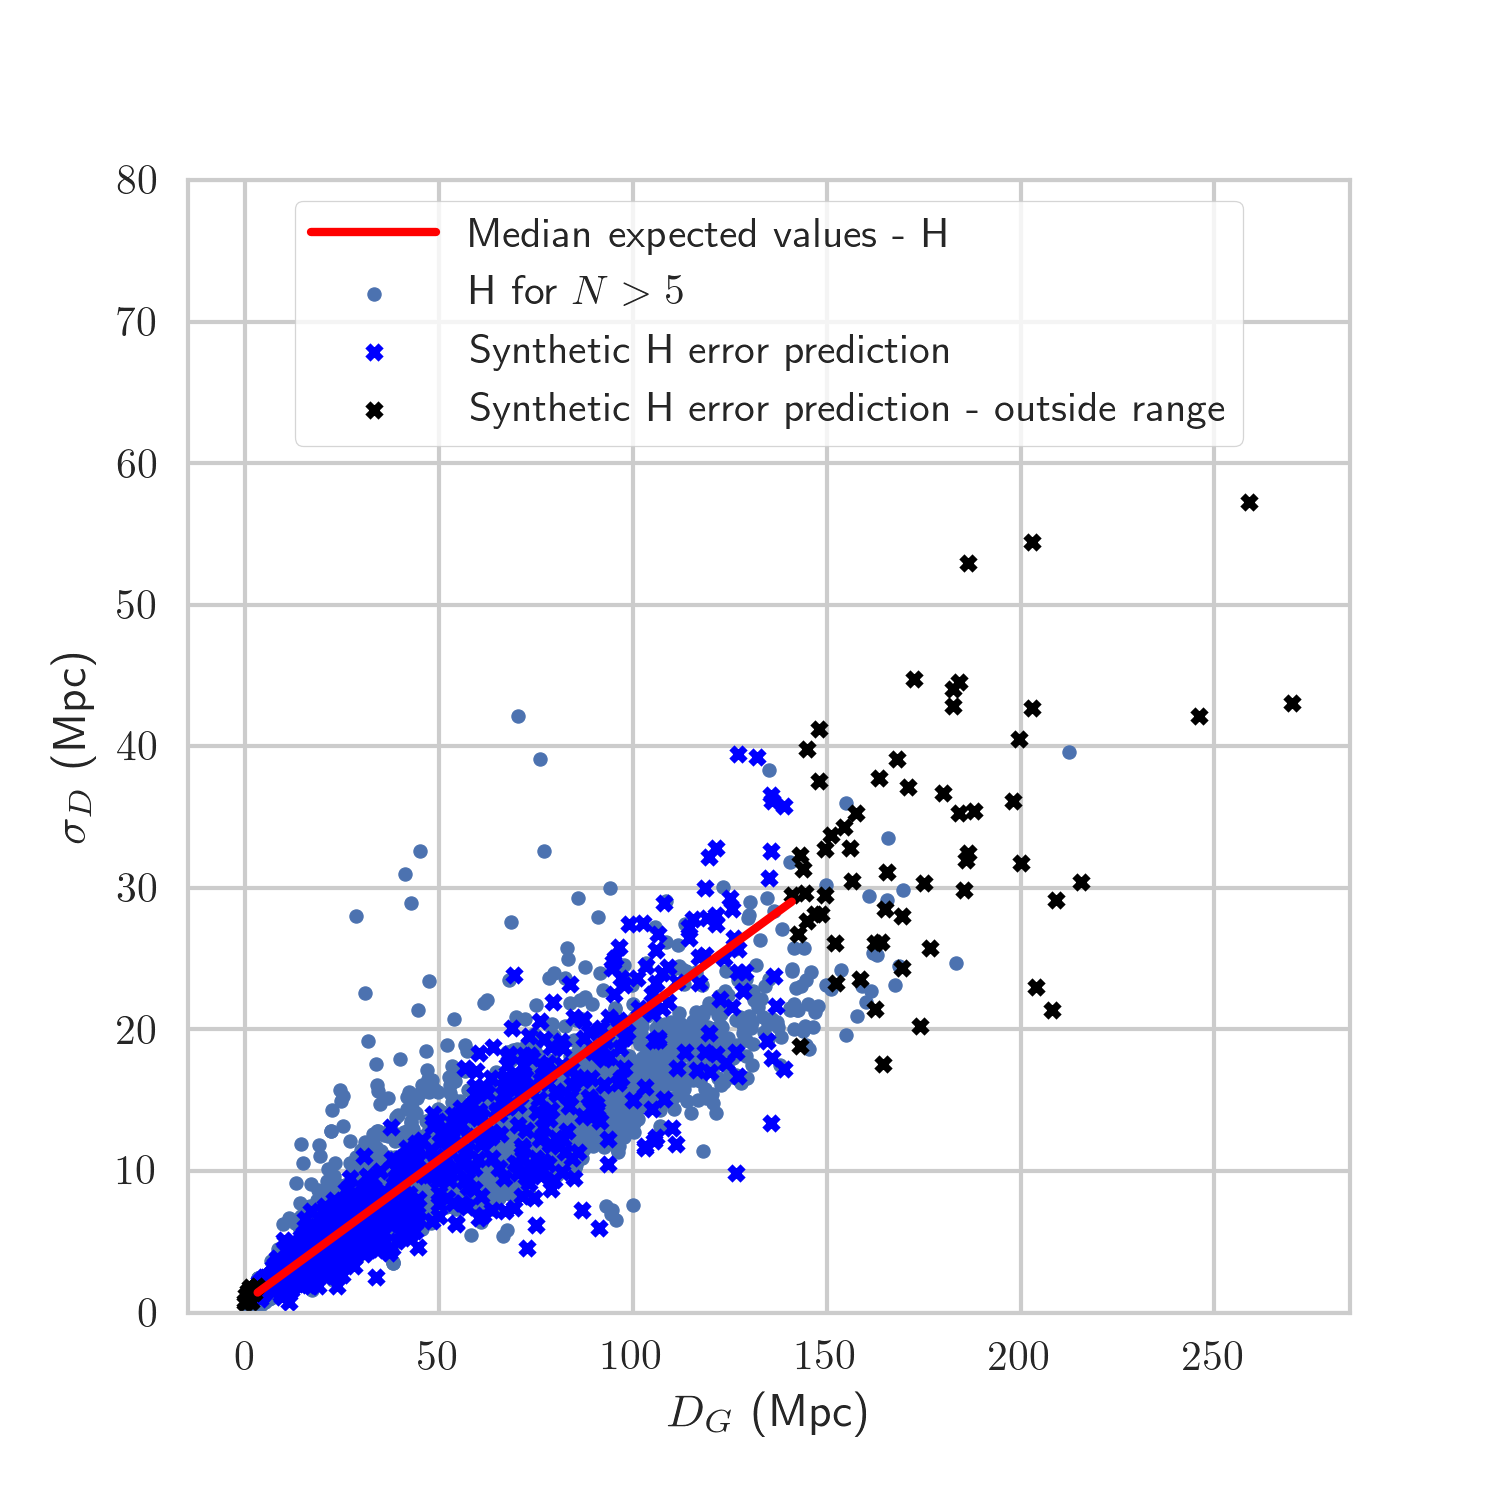 80
70
60
50
40
30
20
10
0
σ_D (Mpc)
Median expected values - H
H for N > 5
Synthetic H error prediction
Synthetic H error prediction - outside range
0 50 100 150 200 250
D_G (Mpc)